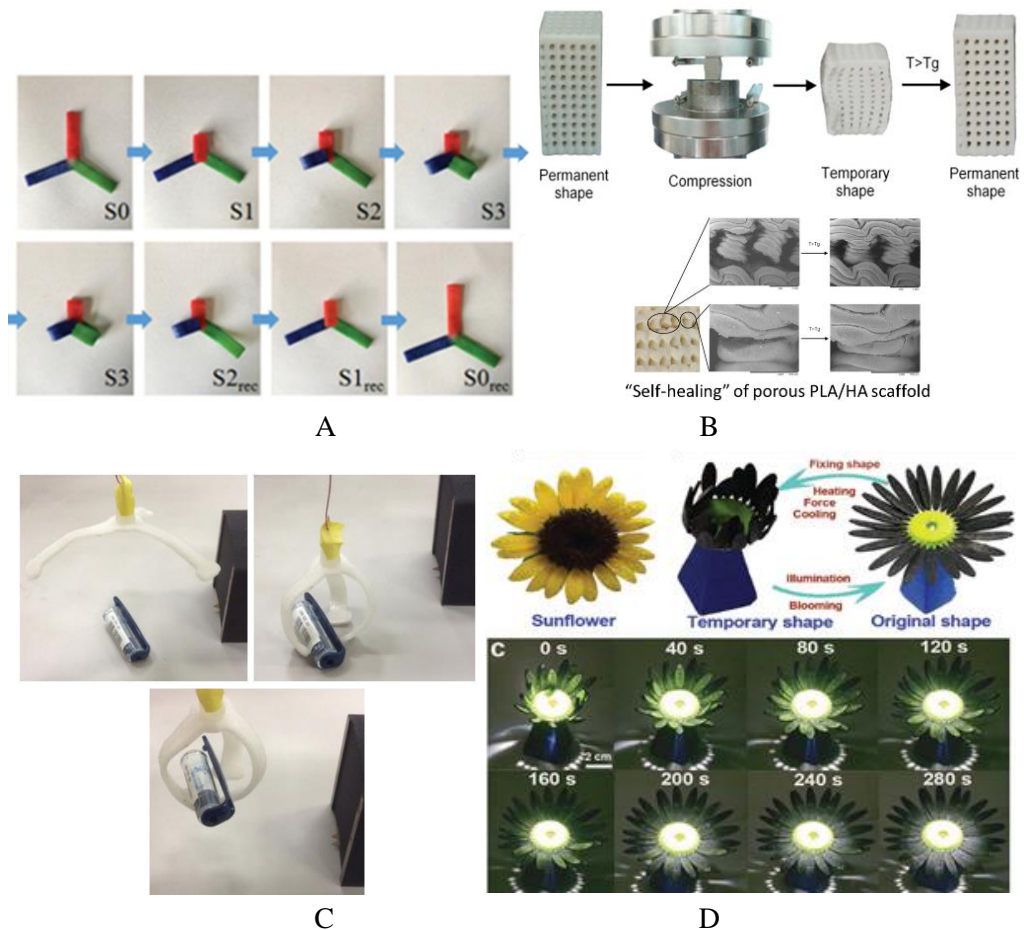 S0
S1
S2
S3
S3
S2rec
S1rec
S0rec
A
Permanent
shape
Compression
Temporary
shape
T>Tg
Permanent
shape
T>Tg
T>Tg
"Self-healing" of porous PLA/HA scaffold
B
C
Sunflower
Fixing shape
Heating
Force
Cooling
Illumination
Blooming
Temporary shape
Original shape
C
0 s
40 s
80 s
120 s
2 cm
160 s
200 s
240 s
280 s
D